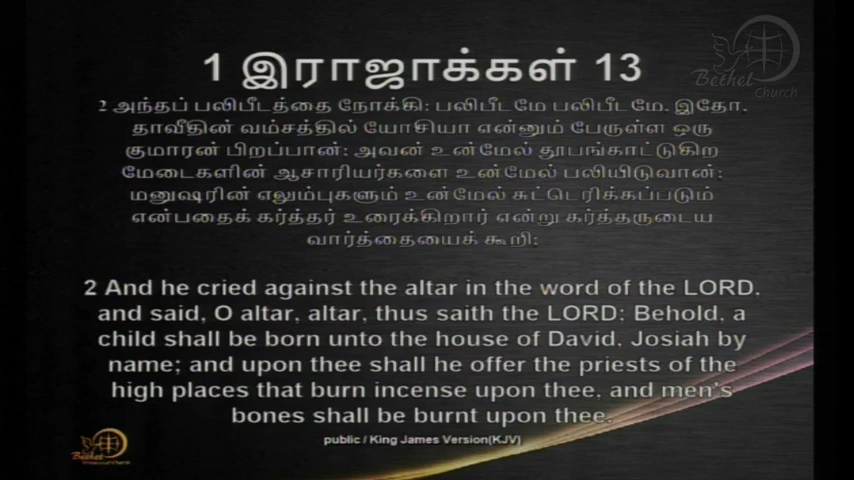 1 இராஜாக்கள் 13
2 அந்தப் பலிபீடத்தை நோக்கி: பலிபீடமே பலிபீடமே, இதோ,
தாவீதின் வம்சத்தில் யோசியா என்னும் பேருள்ள ஒரு
குமாரன் பிறப்பான்; அவன் உன்மேல் தூபங்காட்டுகிற
மேடைகளின் ஆசாரியர்களை உன்மேல் பலியிடுவான்;
மனுஷரின் எலும்புகளும் உன்மேல் சுட்டெரிக்கப்படும்
என்பதைக் கர்த்தர் உரைக்கிறார் என்று கர்த்தருடைய
வார்த்தையைக் கூறி;
2 And he cried against the altar in the word of the LORD,
and said, O altar, altar, thus saith the LORD; Behold, a
child shall be born unto the house of David, Josiah by
name; and upon thee shall he offer the priests of the
high places that burn incense upon thee, and men's
bones shall be burnt upon thee.
public / King James Version(KJV)
Bethel
Church
Bethel